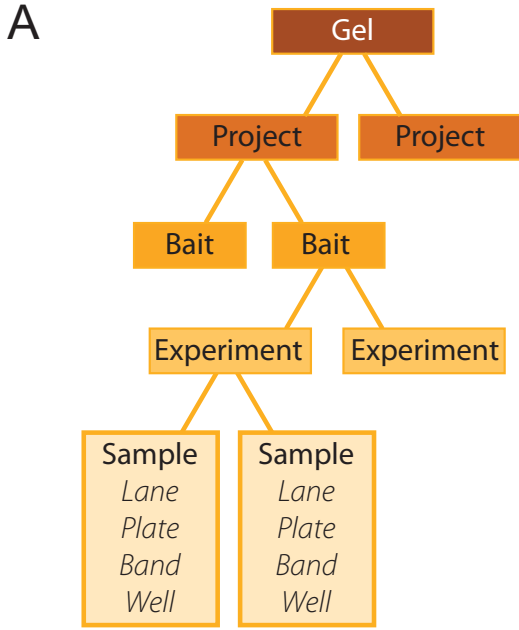 A
Gel
Project Project
Bait Bait
Experiment Experiment
Sample Sample
Lane Lane
Plate Plate
Band Band
Well Well